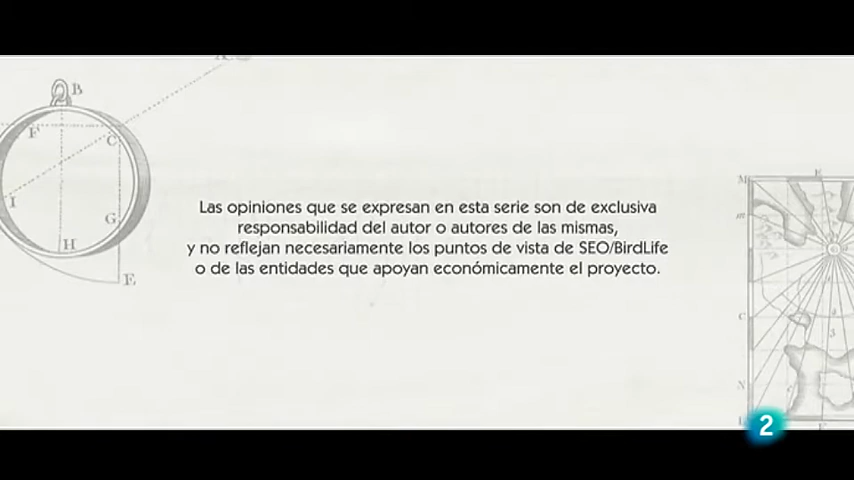 B
F
C
I
G
H
E
Las opiniones que se expresan en esta serie son de exclusiva
responsabilidad del autor o autores de las mismas,
y no reflejan necesariamente los puntos de vista de SEO/BirdLife
o de las entidades que apoyan económicamente el proyecto.
M
E
m
C
3
N
2